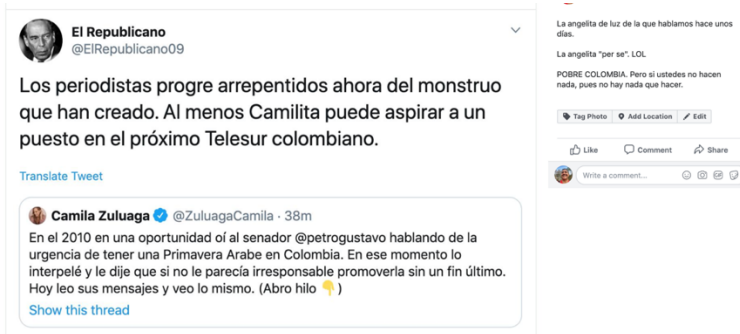 El Republicano
@ElRepublicano09
Los periodistas progre arrepentidos ahora del monstruo
que han creado. Al menos Camilita puede aspirar a un
puesto en el próximo Telesur colombiano.
Translate Tweet
Camila Zuluaga @ZuluagaCamila · 38m
En el 2010 en una oportunidad oí al senador @petrogustavo hablando de la
urgencia de tener una Primavera Arabe en Colombia. En ese momento lo
interpelé y le dije que si no le parecía irresponsable promoverla sin un fin último.
Hoy leo sus mensajes y veo lo mismo. (Abro hilo 👇)
Show this thread
La angelita de luz de la que hablamos hace unos
días.
La angelita "per se". LOL
POBRE COLOMBIA. Pero si ustedes no hacen
nada, pues no hay nada que hacer.
Tag Photo Add Location Edit
Like Comment Share
Write a comment...